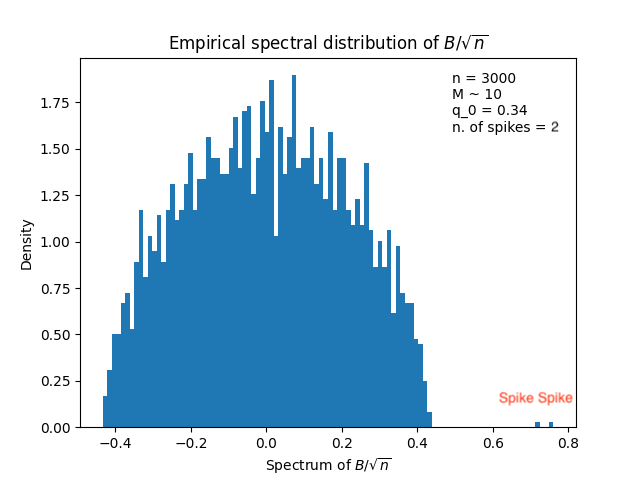 Empirical spectral distribution of B/√n
n = 3000
M ~ 10
q_0 = 0.34
n. of spikes = 2
1.75
1.50
1.25
1.00
0.75
0.50
0.25
0.00
Density
Spike Spike
−0.4 −0.2 0.0 0.2 0.4 0.6 0.8
Spectrum of B/√n